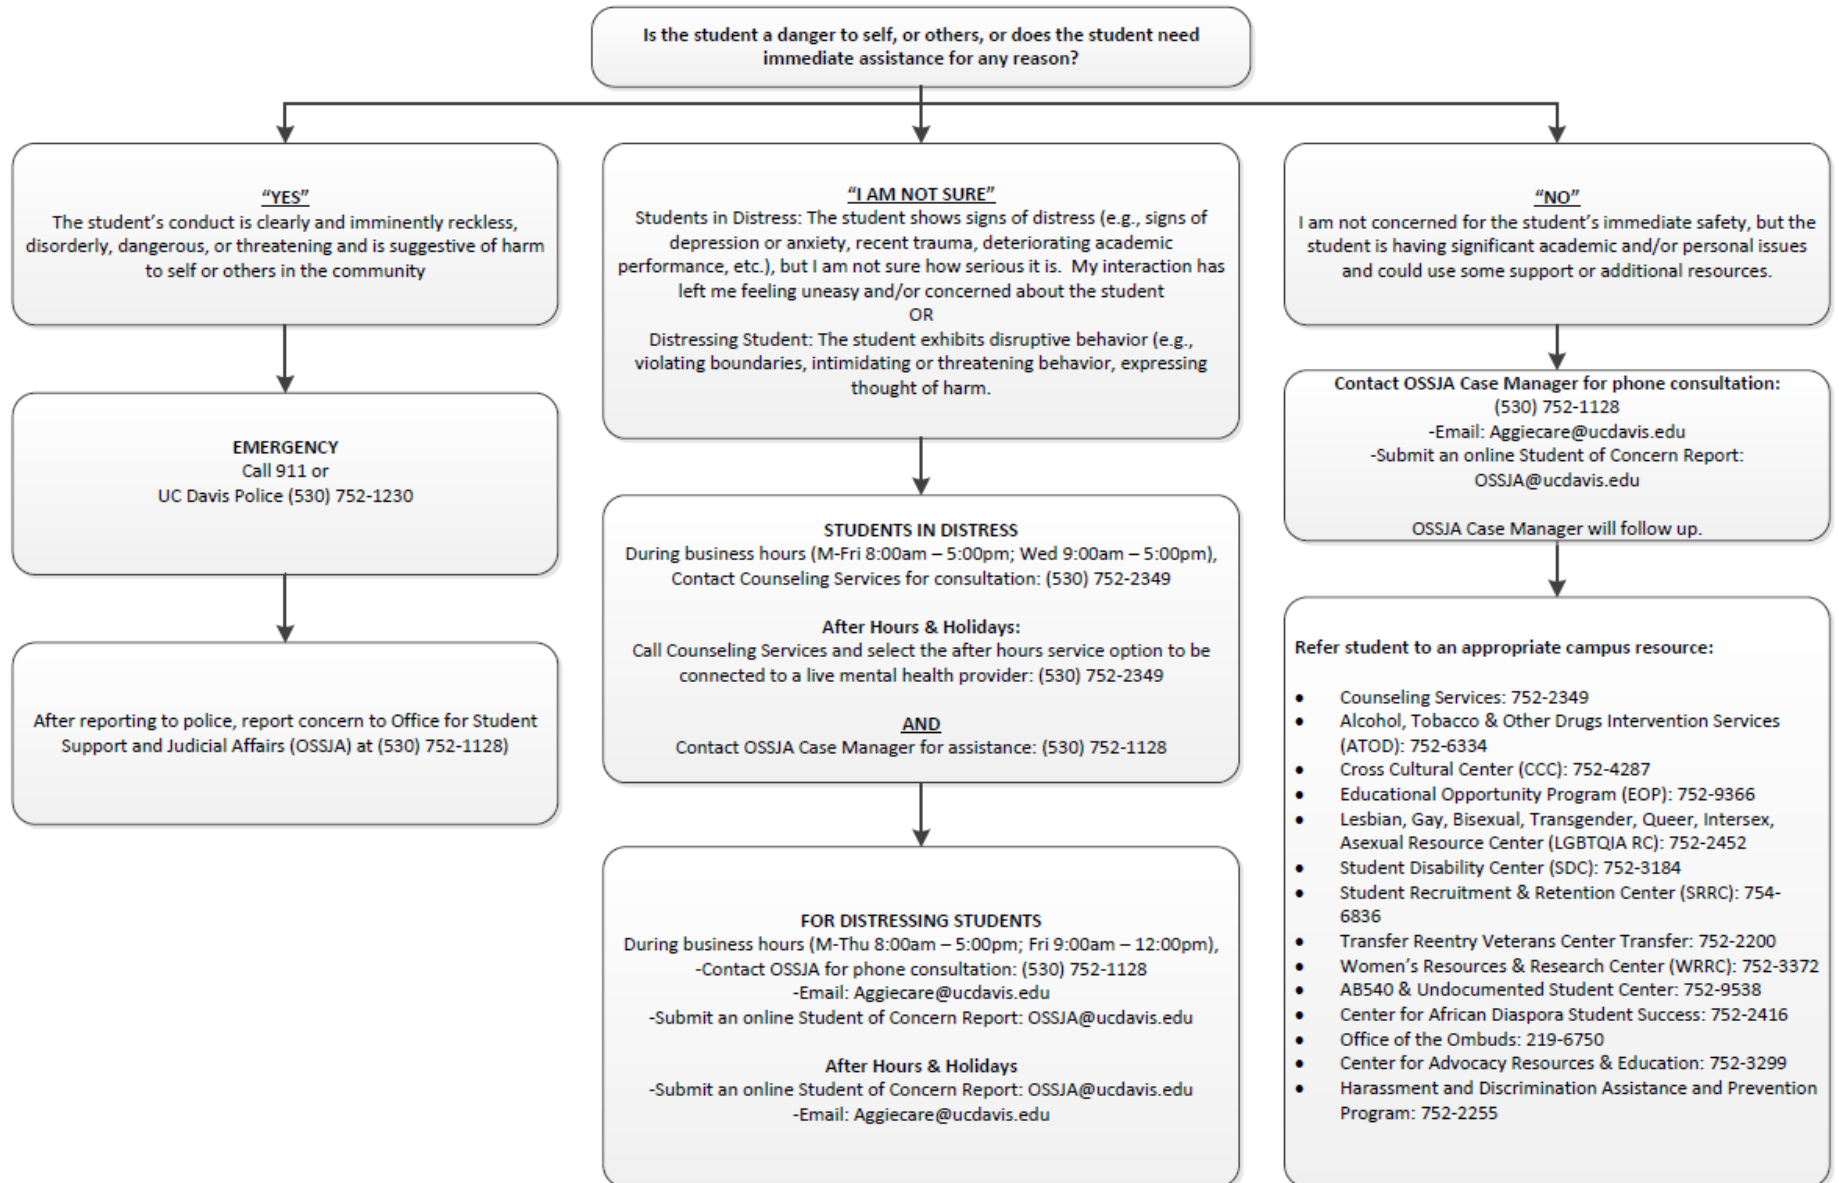 Is the student a danger to self, or others, or does the student need
immediate assistance for any reason?
“YES”
The student’s conduct is clearly and imminently reckless,
disorderly, dangerous, or threatening and is suggestive of harm
to self or others in the community
EMERGENCY
Call 911 or
UC Davis Police (530) 752-1230
After reporting to police, report concern to Office for Student
Support and Judicial Affairs (OSSJA) at (530) 752-1128)
“I AM NOT SURE”
Students in Distress: The student shows signs of distress (e.g., signs of
depression or anxiety, recent trauma, deteriorating academic
performance, etc.), but I am not sure how serious it is.  My interaction has
left me feeling uneasy and/or concerned about the student
OR
Distressing Student: The student exhibits disruptive behavior (e.g.,
violating boundaries, intimidating or threatening behavior, expressing
thought of harm.
STUDENTS IN DISTRESS
During business hours (M-Fri 8:00am – 5:00pm; Wed 9:00am – 5:00pm),
Contact Counseling Services for consultation: (530) 752-2349
After Hours & Holidays:
Call Counseling Services and select the after hours service option to be
connected to a live mental health provider: (530) 752-2349
AND
Contact OSSJA Case Manager for assistance: (530) 752-1128
FOR DISTRESSING STUDENTS
During business hours (M-Thu 8:00am – 5:00pm; Fri 9:00am – 12:00pm),
-Contact OSSJA for phone consultation: (530) 752-1128
-Email: Aggiecare@ucdavis.edu
-Submit an online Student of Concern Report: OSSJA@ucdavis.edu
After Hours & Holidays
-Submit an online Student of Concern Report: OSSJA@ucdavis.edu
-Email: Aggiecare@ucdavis.edu
“NO”
I am not concerned for the student’s immediate safety, but the
student is having significant academic and/or personal issues
and could use some support or additional resources.
Contact OSSJA Case Manager for phone consultation:
(530) 752-1128
-Email: Aggiecare@ucdavis.edu
-Submit an online Student of Concern Report:
OSSJA@ucdavis.edu
OSSJA Case Manager will follow up.
Refer student to an appropriate campus resource:
• Counseling Services: 752-2349
• Alcohol, Tobacco & Other Drugs Intervention Services
(ATOD): 752-6334
• Cross Cultural Center (CCC): 752-4287
• Educational Opportunity Program (EOP): 752-9366
• Lesbian, Gay, Bisexual, Transgender, Queer, Intersex,
Asexual Resource Center (LGBTQIA RC): 752-2452
• Student Disability Center (SDC): 752-3184
• Student Recruitment & Retention Center (SRRC): 754-
6836
• Transfer Reentry Veterans Center Transfer: 752-2200
• Women’s Resources & Research Center (WRRC): 752-3372
• AB540 & Undocumented Student Center: 752-9538
• Center for African Diaspora Student Success: 752-2416
• Office of the Ombuds: 219-6750
• Center for Advocacy Resources & Education: 752-3299
• Harassment and Discrimination Assistance and Prevention
Program: 752-2255